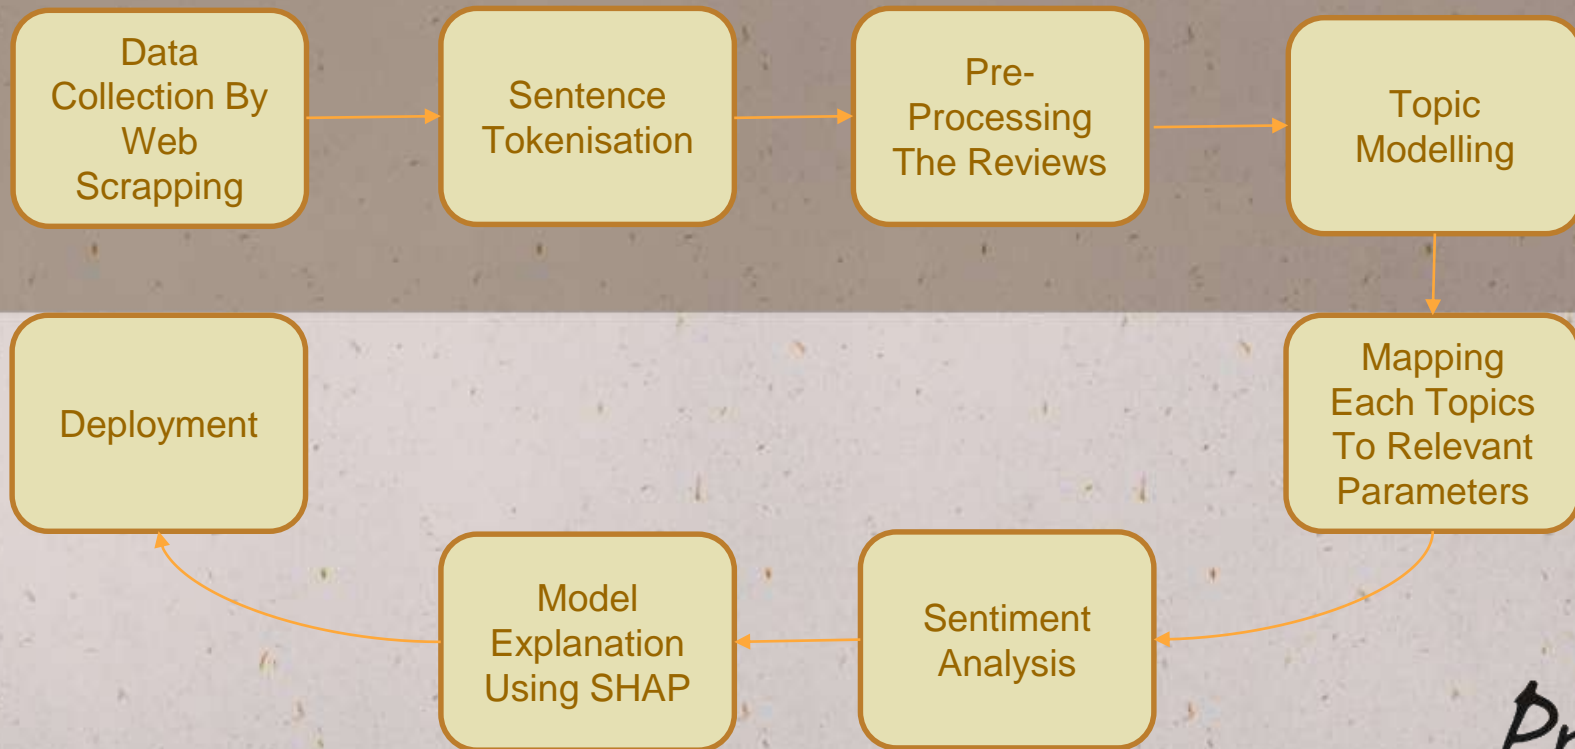 Data
Collection By
Web
Scrapping
Sentence
Tokenisation
Pre-
Processing
The Reviews
Topic
Modelling
Mapping
Each Topics
To Relevant
Parameters
Sentiment
Analysis
Model
Explanation
Using SHAP
Deployment